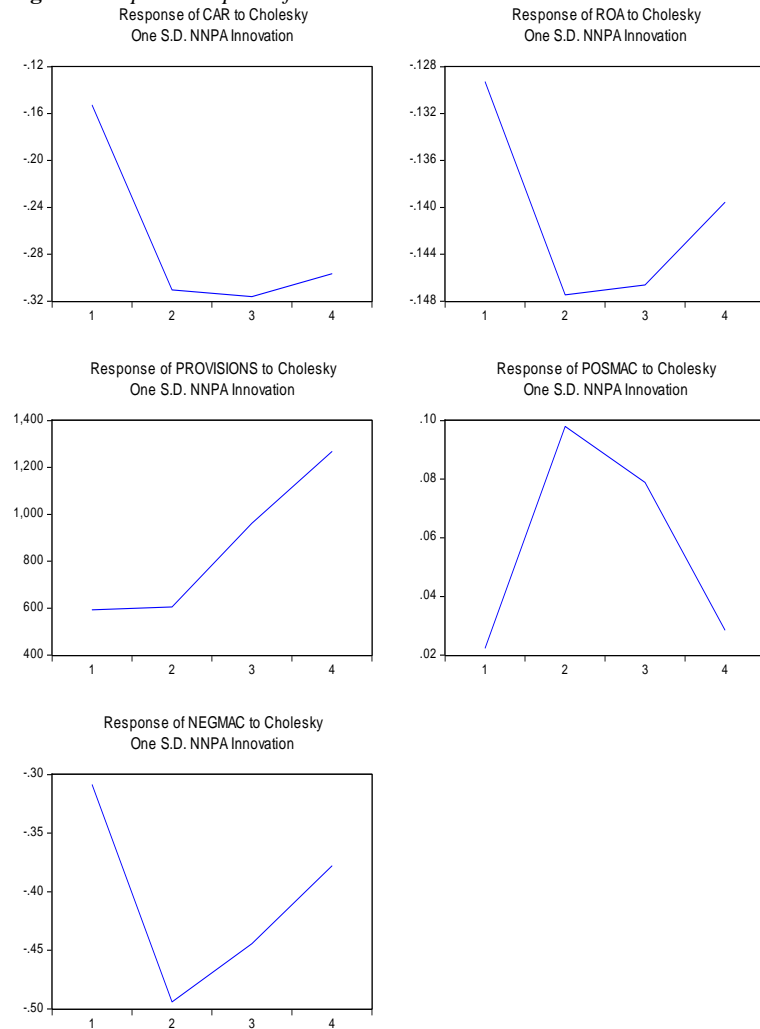 Response of CAR to Cholesky
One S.D. NNPA Innovation
-.12
-.16
-.20
-.24
-.28
-.32
1 2 3 4
Response of ROA to Cholesky
One S.D. NNPA Innovation
-.128
-.132
-.136
-.140
-.144
-.148
1 2 3 4
Response of PROVISIONS to Cholesky
One S.D. NNPA Innovation
1,400
1,200
1,000
800
600
400
1 2 3 4
Response of POSMAC to Cholesky
One S.D. NNPA Innovation
.10
.08
.06
.04
.02
1 2 3 4
Response of NEGMAC to Cholesky
One S.D. NNPA Innovation
-.30
-.35
-.40
-.45
-.50
1 2 3 4